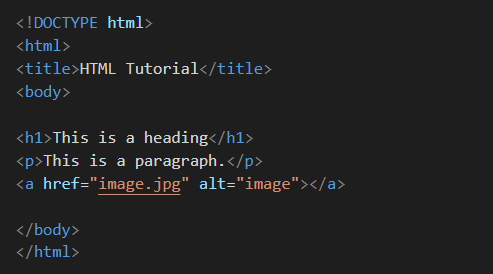 <!DOCTYPE html>
<html>
<title>HTML Tutorial</title>
<body>
<h1>This is a heading</h1>
<p>This is a paragraph.</p>
<a href="image.jpg" alt="image"></a>
</body>
</html>